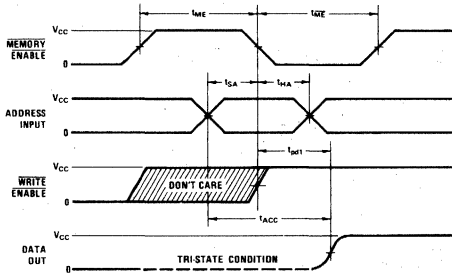 tME
tME
VCC
MEMORY
ENABLE
0
tSA
tHA
VCC
ADDRESS
INPUT
0
tpd1
VCC
WRITE
ENABLE
DON'T CARE
0
tACC
VCC
DATA
OUT
TRI-STATE CONDITION
0